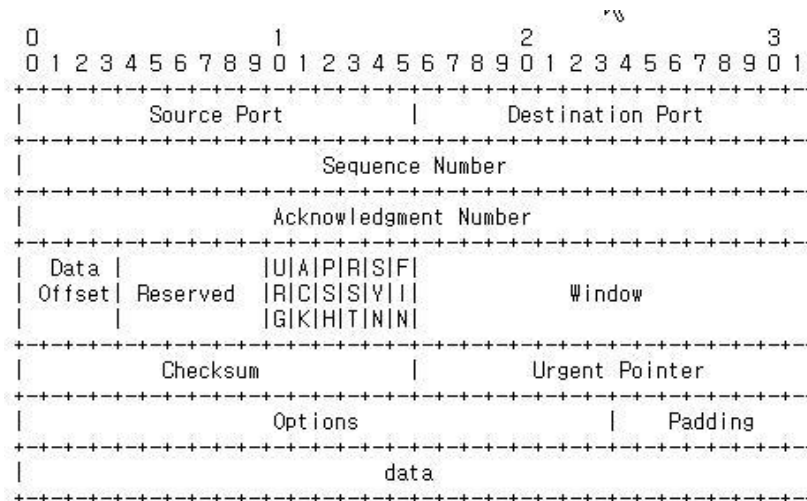 0 1 2 3
0 1 2 3 4 5 6 7 8 9 0 1 2 3 4 5 6 7 8 9 0 1 2 3 4 5 6 7 8 9 0 1
+-+-+-+-+-+-+-+-+-+-+-+-+-+-+-+-+-+-+-+-+-+-+-+-+-+-+-+-+-+-+-+-
| Source Port | Destination Port
+-+-+-+-+-+-+-+-+-+-+-+-+-+-+-+-+-+-+-+-+-+-+-+-+-+-+-+-+-+-+-+-
| Sequence Number
+-+-+-+-+-+-+-+-+-+-+-+-+-+-+-+-+-+-+-+-+-+-+-+-+-+-+-+-+-+-+-+-
| Acknowledgment Number
+-+-+-+-+-+-+-+-+-+-+-+-+-+-+-+-+-+-+-+-+-+-+-+-+-+-+-+-+-+-+-+-
| Data | |U|A|P|R|S|F|
| Offset| Reserved |R|C|S|S|Y|I| Window
| | |G|K|H|T|N|N|
+-+-+-+-+-+-+-+-+-+-+-+-+-+-+-+-+-+-+-+-+-+-+-+-+-+-+-+-+-+-+-+-
| Checksum | Urgent Pointer
+-+-+-+-+-+-+-+-+-+-+-+-+-+-+-+-+-+-+-+-+-+-+-+-+-+-+-+-+-+-+-+-
| Options | Padding
+-+-+-+-+-+-+-+-+-+-+-+-+-+-+-+-+-+-+-+-+-+-+-+-+-+-+-+-+-+-+-+-
| data
+-+-+-+-+-+-+-+-+-+-+-+-+-+-+-+-+-+-+-+-+-+-+-+-+-+-+-+-+-+-+-+-